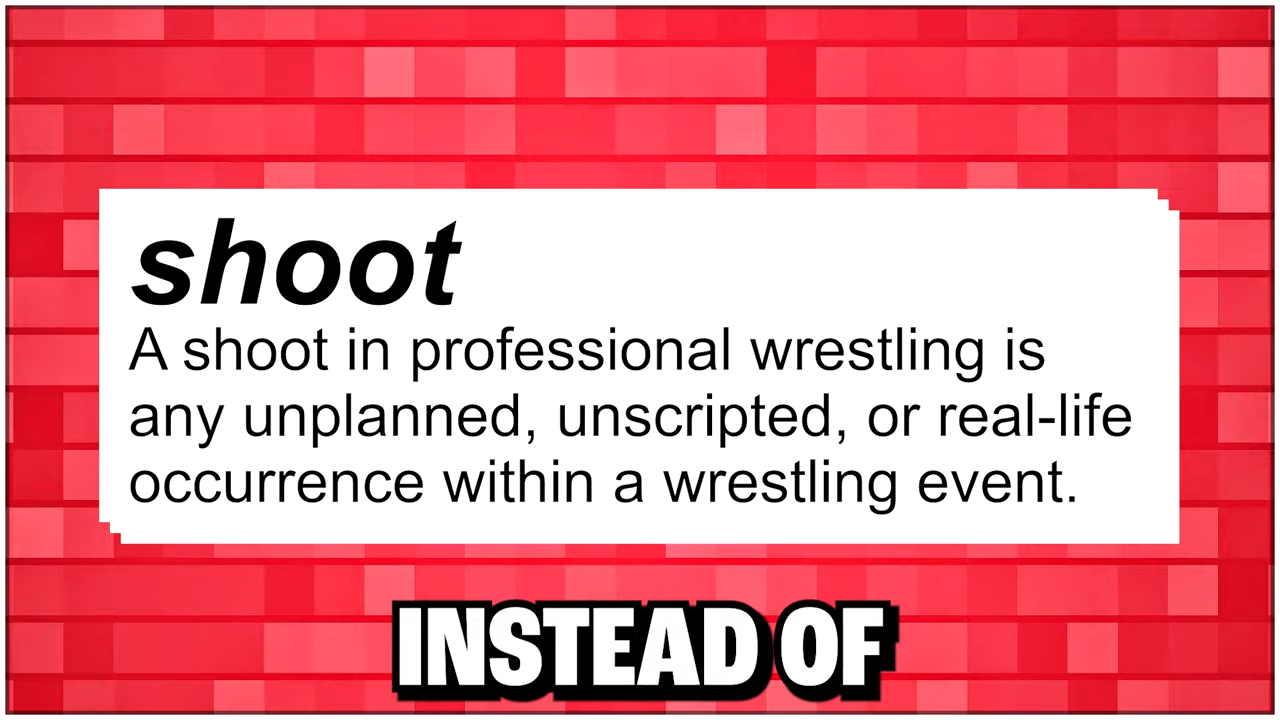 shoot
A shoot in professional wrestling is
any unplanned, unscripted, or real-life
occurrence within a wrestling event.
INSTEAD OF